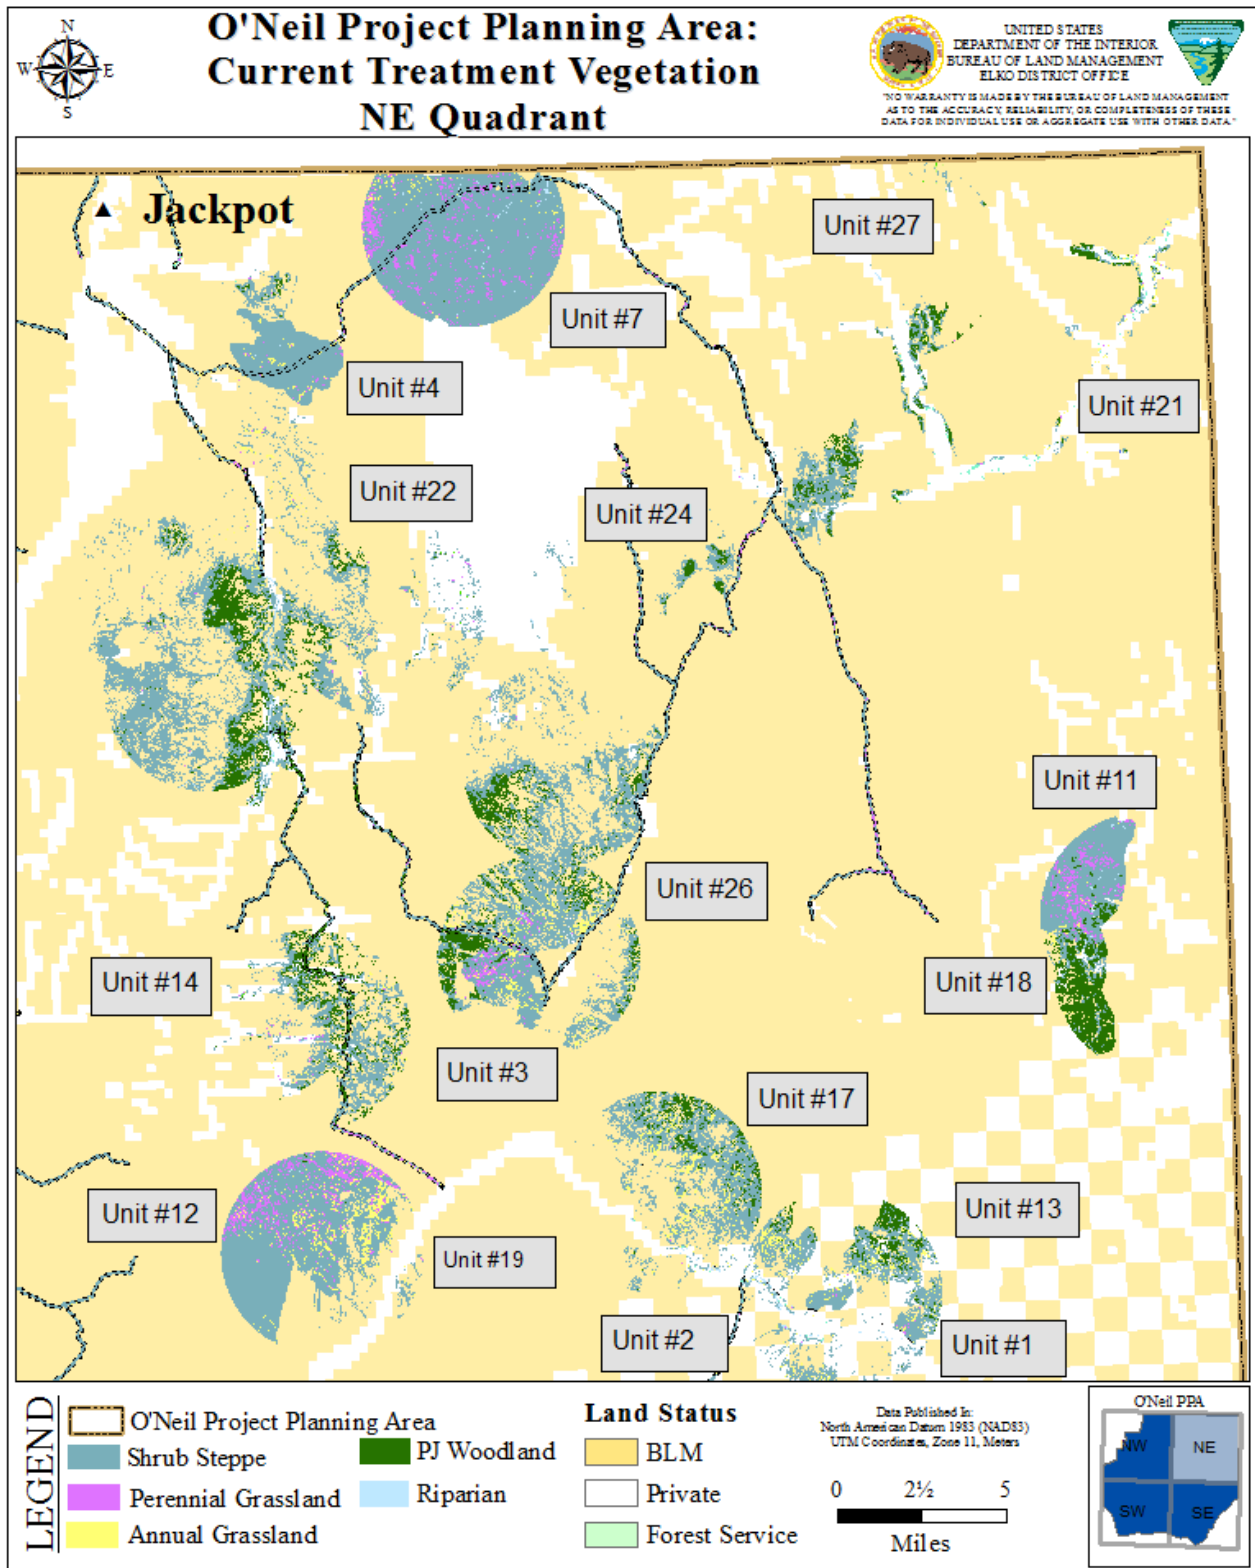 O'Neil Project Planning Area:
Current Treatment Vegetation
NE Quadrant
N
W
E
S
UNITED STATES
DEPARTMENT OF THE INTERIOR
BUREAU OF LAND MANAGEMENT
ELKO DISTRICT OFFICE
"NO WARRANTY IS MADE BY THE BUREAU OF LAND MANAGEMENT
AS TO THE ACCURACY, RELIABILITY, OR COMPLETENESS OF THESE
DATA FOR INDIVIDUAL USE OR AGGREGATE USE WITH OTHER DATA."
Jackpot
Unit #27
Unit #7
Unit #4
Unit #21
Unit #22
Unit #24
Unit #11
Unit #26
Unit #14
Unit #18
Unit #3
Unit #17
Unit #12
Unit #13
Unit #19
Unit #2
Unit #1
LEGEND
O'Neil Project Planning Area
Shrub Steppe
Perennial Grassland
Annual Grassland
PJ Woodland
Riparian
Land Status
BLM
Private
Forest Service
Data Published In:
North American Datum 1983 (NAD83)
UTM Coordinates, Zone 11, Meters
0 2½ 5
Miles
O'Neil PPA
NW
NE
SW
SE